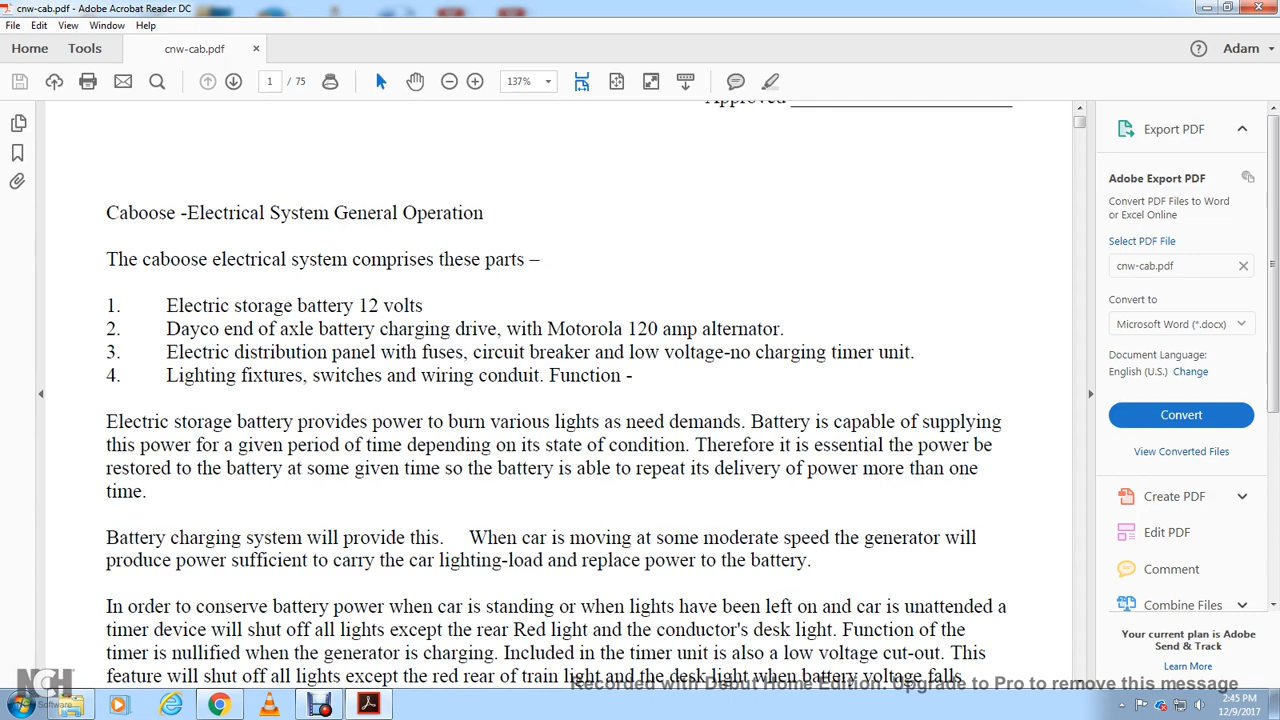 cnw-cab.pdf - Adobe Acrobat Reader DC
File Edit View Window Help
Home Tools cnw-cab.pdf × Adam
1 / 75 137%
Approved
Export PDF
Adobe Export PDF
Convert PDF Files to Word
or Excel Online
Select PDF File
cnw-cab.pdf
Convert to
Microsoft Word (*.docx)
Document Language:
English (U.S.) Change
Convert
View Converted Files
Create PDF
Edit PDF
Comment
Combine Files
Your current plan is Adobe
Send & Track
Learn More
Caboose -Electrical System General Operation
The caboose electrical system comprises these parts –
1. Electric storage battery 12 volts
2. Dayco end of axle battery charging drive, with Motorola 120 amp alternator.
3. Electric distribution panel with fuses, circuit breaker and low voltage-no charging timer unit.
4. Lighting fixtures, switches and wiring conduit. Function -
Electric storage battery provides power to burn various lights as need demands. Battery is capable of supplying
this power for a given period of time depending on its state of condition. Therefore it is essential the power be
restored to the battery at some given time so the battery is able to repeat its delivery of power more than one
time.
Battery charging system will provide this. When car is moving at some moderate speed the generator will
produce power sufficient to carry the car lighting-load and replace power to the battery.
In order to conserve battery power when car is standing or when lights have been left on and car is unattended a
timer device will shut off all lights except the rear Red light and the conductor's desk light. Function of the
timer is nullified when the generator is charging. Included in the timer unit is also a low voltage cut-out. This
feature will shut off all lights except the red rear of train light and the desk light when battery voltage falls
NCH Software
Recorded with Debut Home Edition. Upgrade to Pro to remove this message
2:45 PM
12/9/2017